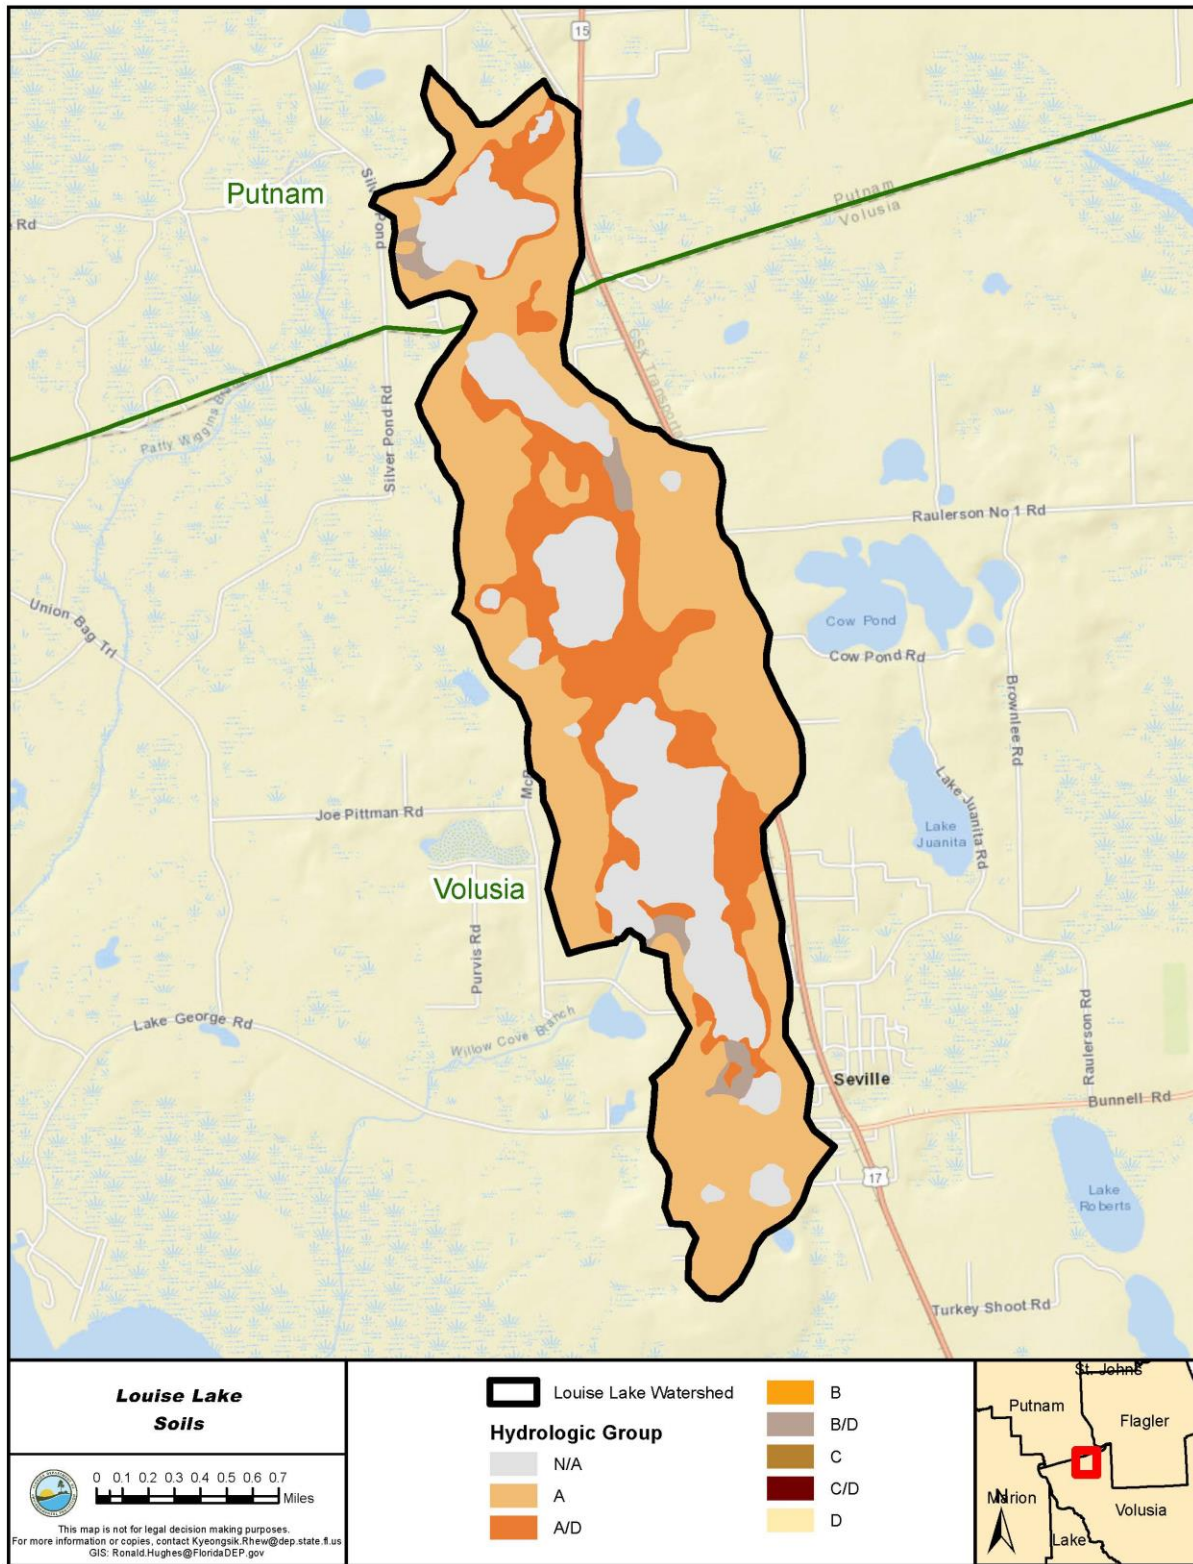 15
Putnam
Putnam
Volusia
Rd
CSX Transporta
Patty Wiggins B
Silver Pond Rd
Raulerson No 1 Rd
Union Bag Trl
Cow Pond
Cow Pond Rd
Brownlee Rd
Joe Pittman Rd
McB
Lake Juanita Rd
Lake
Juanita
Volusia
Purvis Rd
Lake George Rd
Willow Cove Branch
Raulerson Rd
Seville
Bunnell Rd
17
Lake
Roberts
Turkey Shoot Rd
Louise Lake
Soils
0 0.1 0.2 0.3 0.4 0.5 0.6 0.7
Miles
This map is not for legal decision making purposes.
For more information or copies, contact Kyeongsik.Rhew@dep.state.fl.us
GIS: Ronald.Hughes@FloridaDEP.gov
Louise Lake Watershed
Hydrologic Group
N/A
A
A/D
B
B/D
C
C/D
D
St. Johns
Putnam
Flagler
Marion
Volusia
Lake